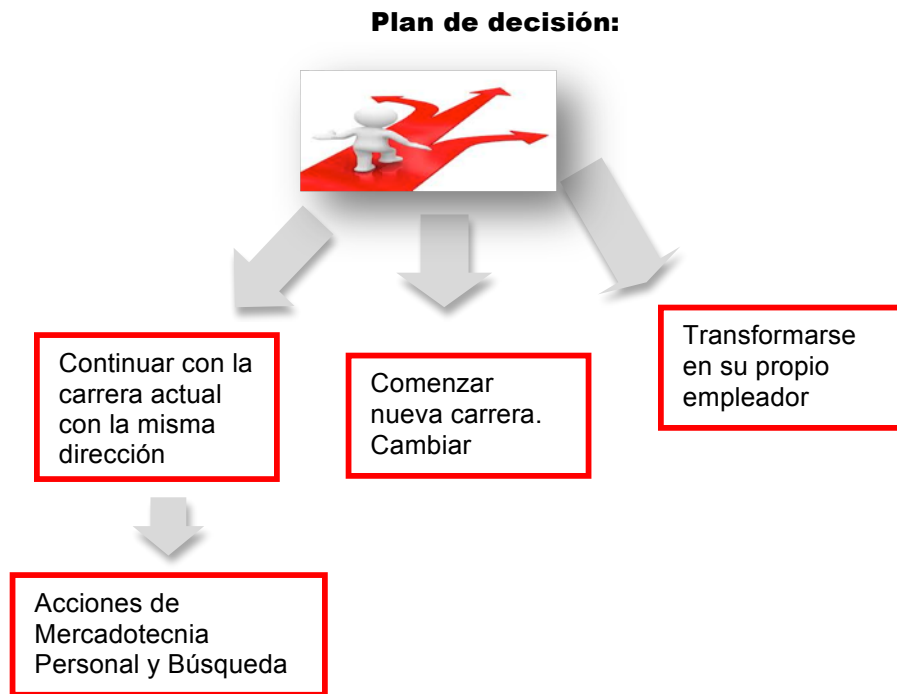 Plan de decisión:
Continuar con la
carrera actual
con la misma
dirección
Comenzar
nueva carrera.
Cambiar
Transformarse
en su propio
empleador
Acciones de
Mercadotecnia
Personal y Búsqueda